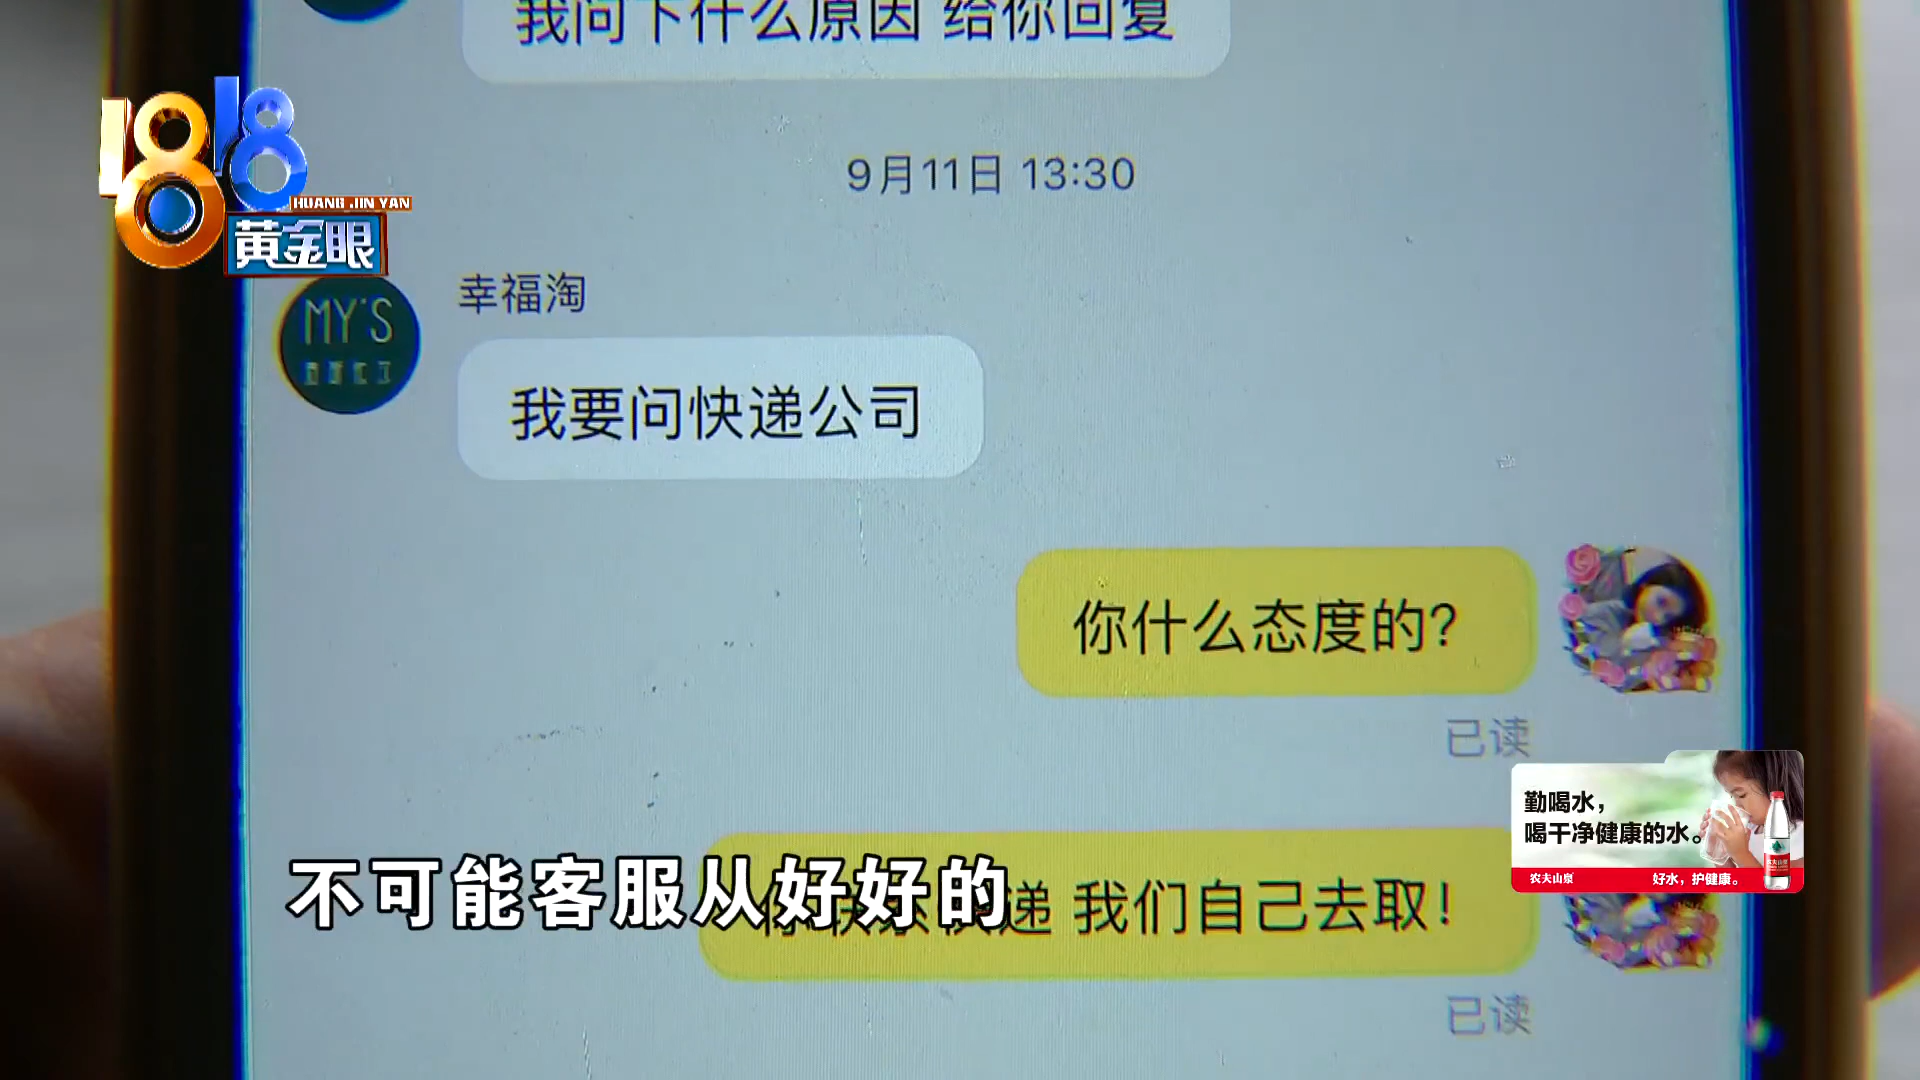 我问下什么原因 给你回复
1818
HUANG JIN YAN
黄金眼
9月11日 13:30
MY'S
幸福淘
我要问快递公司
你什么态度的?
已读
勤喝水，
喝干净健康的水。
农夫山泉
好水，护健康。
递 我们自己去取!
不可能客服从好好的
已读